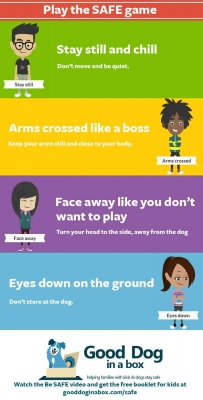 Play the SAFE game
Stay still and chill
Don't move and be quiet.
Stay still
Arms crossed like a boss
Keep your arms still and close to your body.
Arms crossed
Face away like you don't
want to play
Turn your head to the side, away from the dog
Face away
Eyes down on the ground
Don't stare at the dog.
Eyes down
Good Dog
in a box
helping families with kids & dogs stay safe
Watch the Be SAFE video and get the free booklet for kids at
gooddoginabox.com/safe